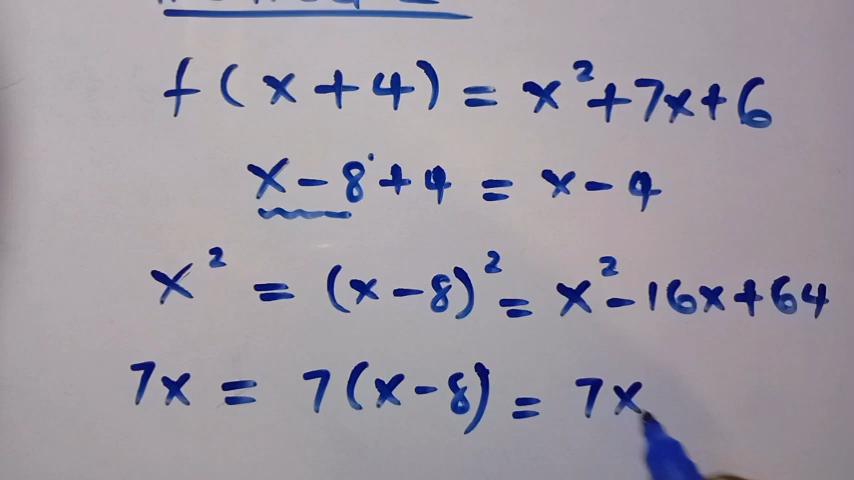 f(x+4) = x²+7x+6
x-8+4 = x-4
x² = (x-8)² = x²-16x+64
7x = 7(x-8) = 7x